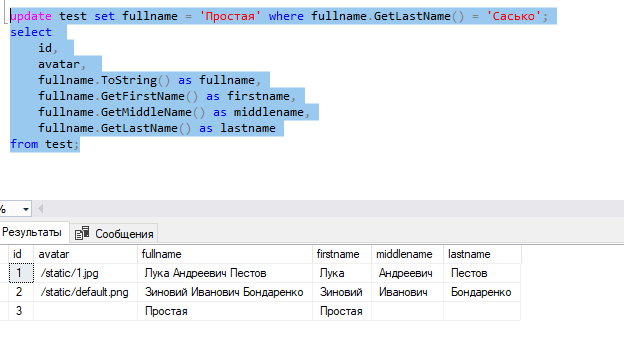 update test set fullname = 'Простая' where fullname.GetLastName() = 'Сасько';
select
id,
avatar,
fullname.ToString() as fullname,
fullname.GetFirstName() as firstname,
fullname.GetMiddleName() as middlename,
fullname.GetLastName() as lastname
from test;
%
Результаты Сообщения
id avatar fullname firstname middlename lastname
1 /static/1.jpg Лука Андреевич Пестов Лука Андреевич Пестов
2 /static/default.png Зиновий Иванович Бондаренко Зиновий Иванович Бондаренко
3 Простая Простая